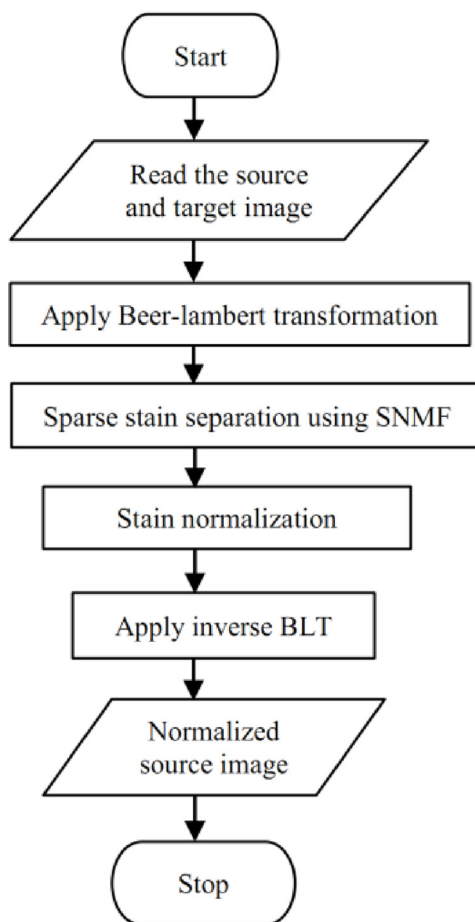 Start
Read the source
and target image
Apply Beer-lambert transformation
Sparse stain separation using SNMF
Stain normalization
Apply inverse BLT
Normalized
source image
Stop